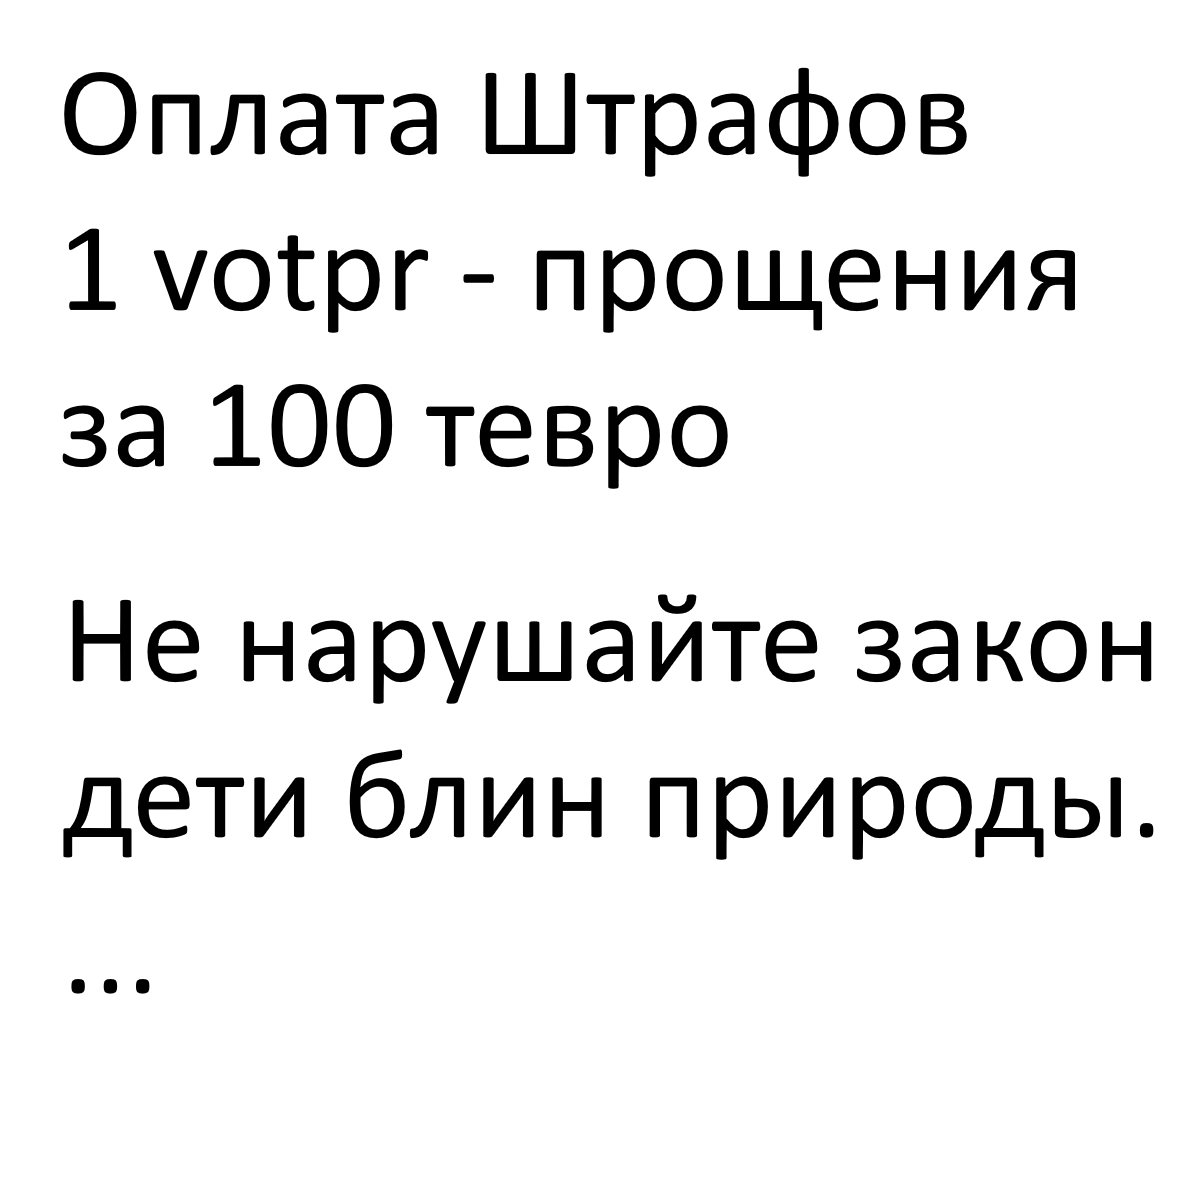 Оплата Штрафов
1 votpr - прощения
за 100 тевро
Не нарушайте закон
дети блин природы.
...